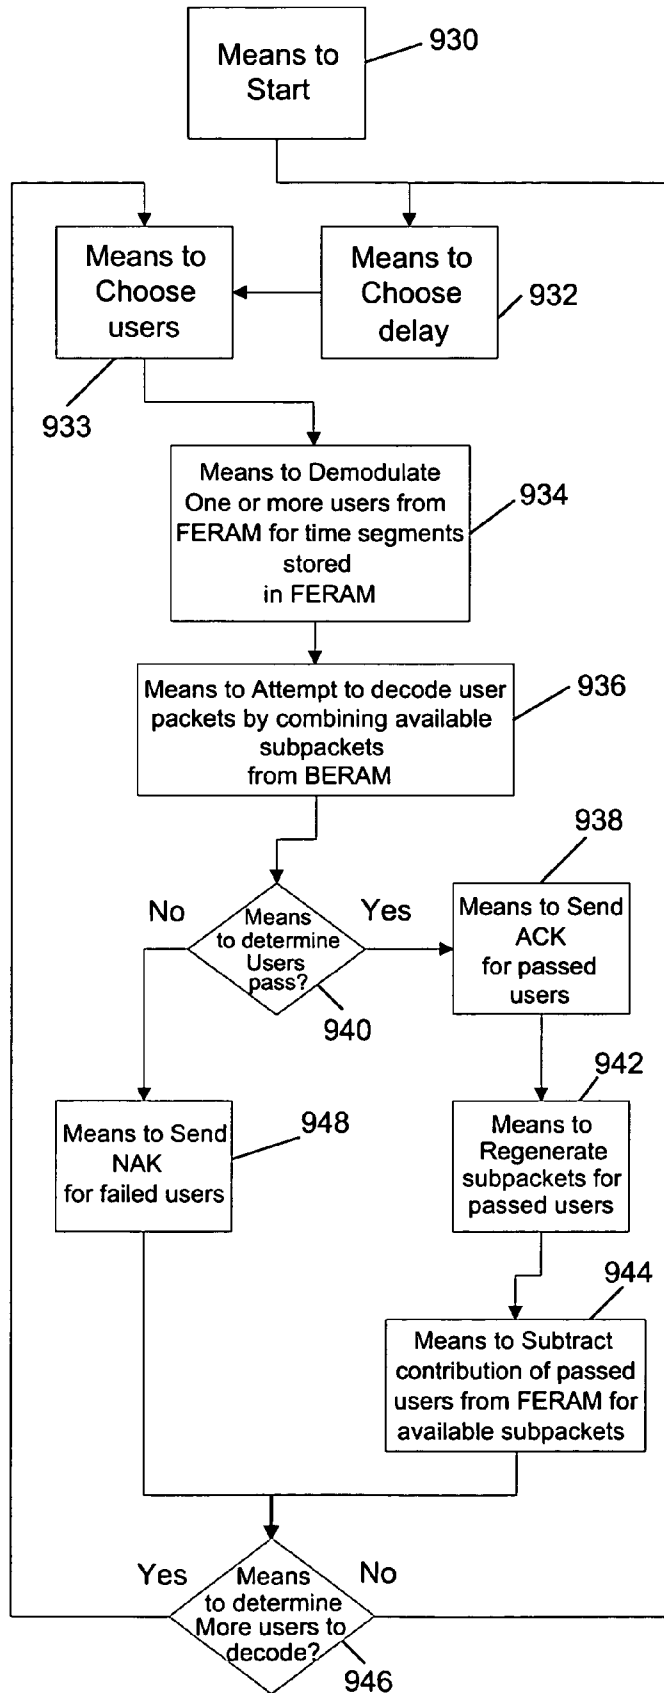 Means to
Start
930
Means to
Choose
users
933
Means to
Choose
delay
932
Means to Demodulate
One or more users from
FERAM for time segments
stored
in FERAM
934
Means to Attempt to decode user
packets by combining available
subpackets
from BERAM
936
No
Means
to determine
Users
pass?
Yes
940
938
Means to Send
ACK
for passed
users
942
Means to
Regenerate
subpackets for
passed users
Means to Send
NAK
for failed users
948
944
Means to Subtract
contribution of passed
users from FERAM for
available subpackets
Yes
Means
to determine
More users to
decode?
No
946